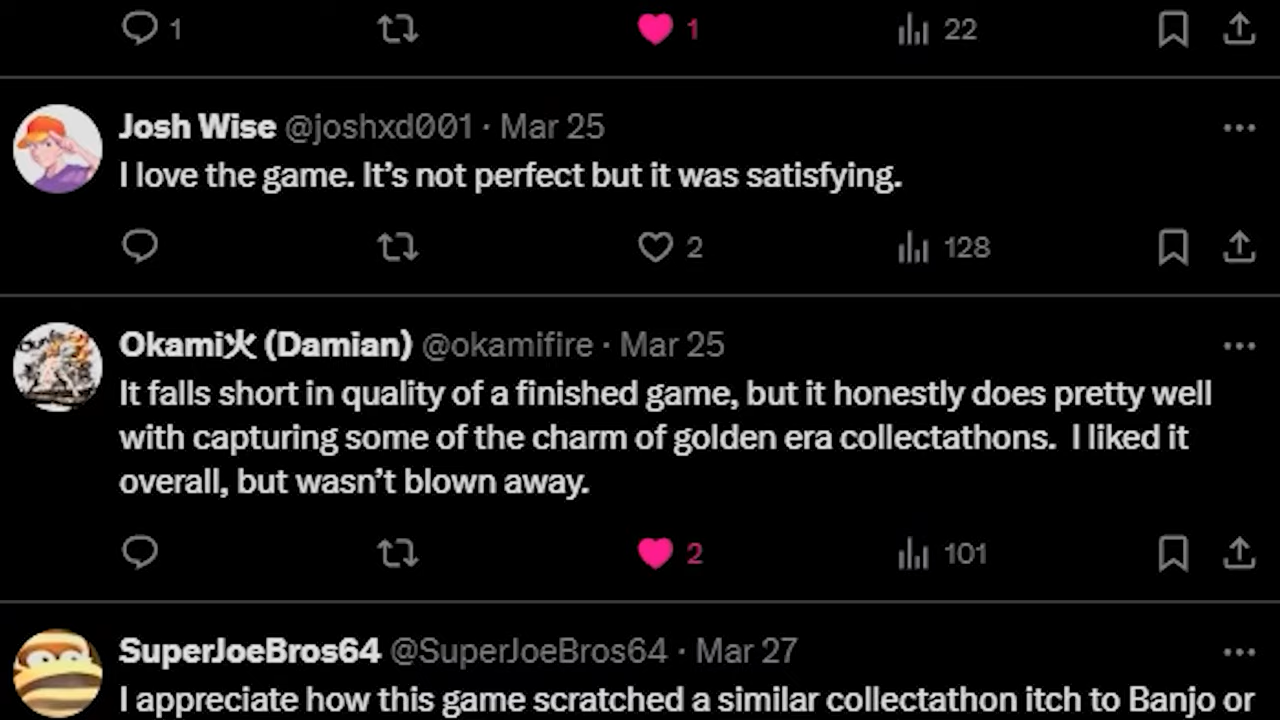 1 1 22
Josh Wise @joshxd001 · Mar 25
I love the game. It’s not perfect but it was satisfying.
2 128
Okami火 (Damian) @okamifire · Mar 25
It falls short in quality of a finished game, but it honestly does pretty well
with capturing some of the charm of golden era collectathons.  I liked it
overall, but wasn’t blown away.
2 101
SuperJoeBros64 @SuperJoeBros64 · Mar 27
I appreciate how this game scratched a similar collectathon itch to Banjo or